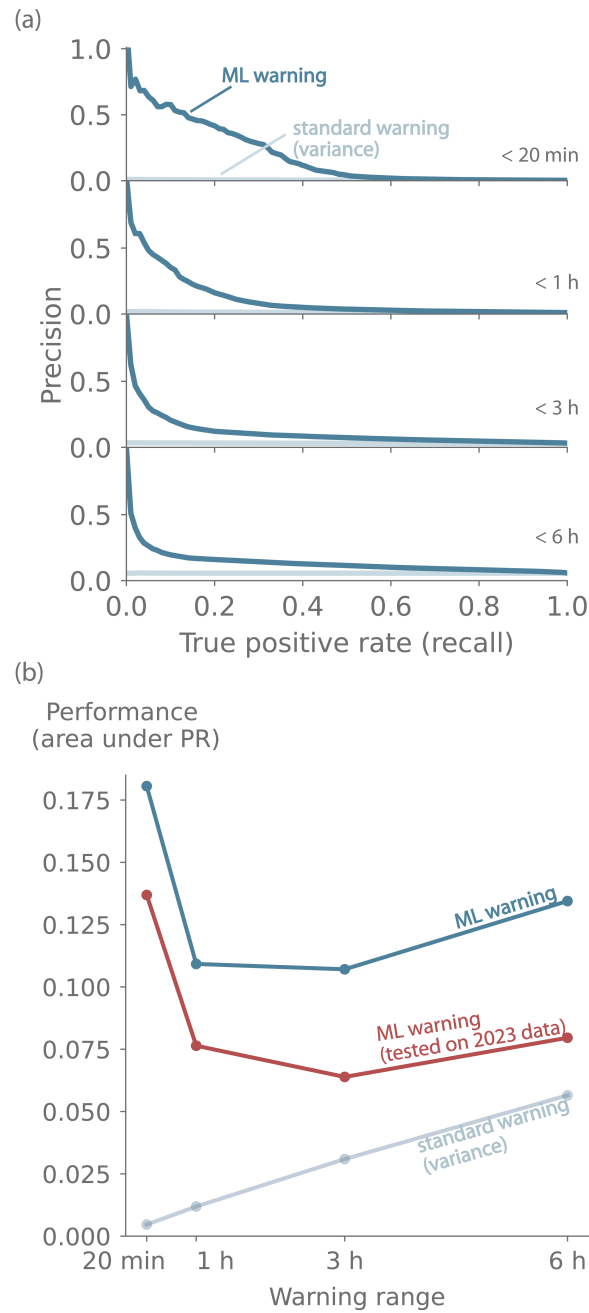 (a)
1.0
ML warning
0.5
standard warning
(variance)
< 20 min
0.0
0.5
< 1 h
0.0
Precision
0.5
< 3 h
0.0
0.5
< 6 h
0.0
0.0 0.2 0.4 0.6 0.8 1.0
True positive rate (recall)
(b)
Performance
(area under PR)
0.175
0.150
0.125
0.100
0.075
0.050
0.025
0.000
ML warning
ML warning
(tested on 2023 data)
standard warning
(variance)
20 min 1 h 3 h 6 h
Warning range